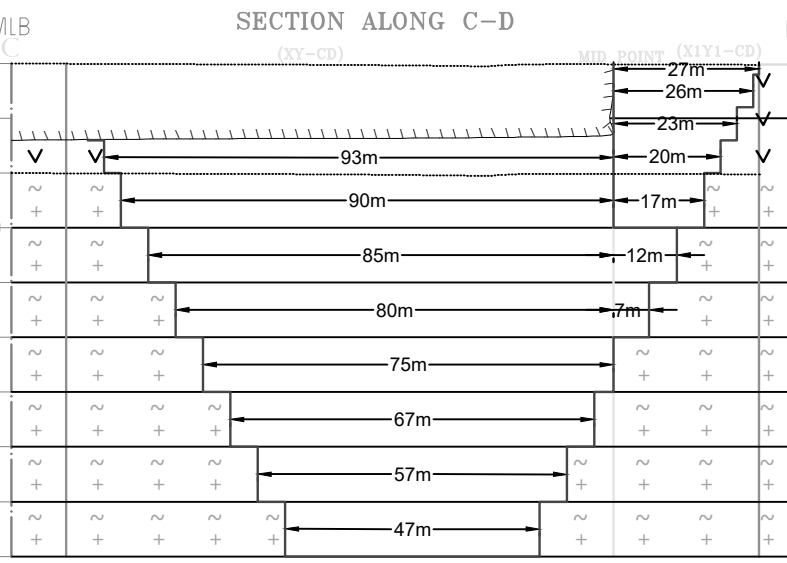 MLB
SECTION ALONG C-D
C
(XY-CD)
MID POINT
(X1Y1-CD)
27m
26m
23m
93m
20m
90m
17m
85m
12m
80m
7m
75m
67m
57m
47m